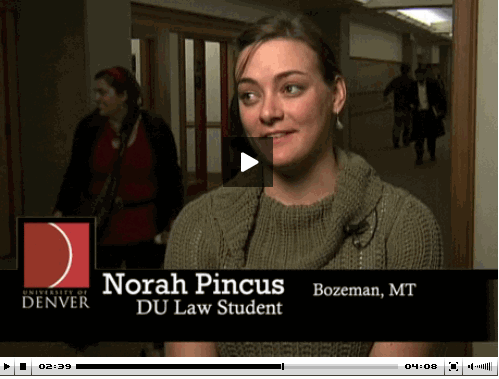 Norah Pincus
Bozeman, MT
DU Law Student
UNIVERSITY OF
DENVER
02:39
04:08